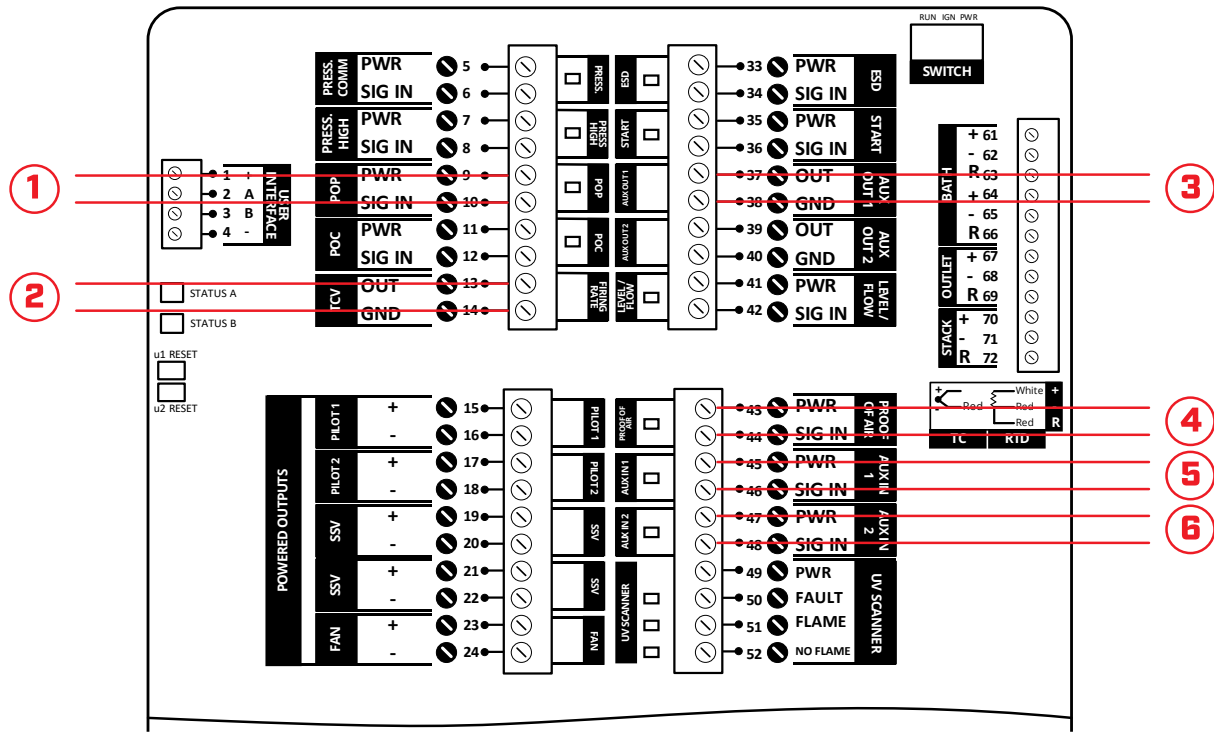 RUN IGN PWR
SWITCH
PRESS. COMM
PWR 5
SIG IN 6
PRESS. HIGH
PWR 7
SIG IN 8
POP
PWR 9
SIG IN 10
POC
PWR 11
SIG IN 12
TCV
OUT 13
GND 14
PRESS.
PRESS HIGH
POP
POC
FIRING RATE
ESD
START
AUX OUT 1
AUX OUT 2
LEVEL / FLOW
33 PWR
34 SIG IN
ESD
35 PWR
36 SIG IN
START
37 OUT
38 GND
AUX OUT 1
39 OUT
40 GND
AUX OUT 2
41 PWR
42 SIG IN
LEVEL / FLOW
1 +
2 A
3 B
4 -
USER INTERFACE
STATUS A
STATUS B
u1 RESET
u2 RESET
BATH
+ 61
- 62
R 63
+ 64
- 65
R 66
OUTLET
+ 67
- 68
R 69
STACK
+ 70
- 71
R 72
+ White +
- Red Red -
Red R
TC RTD
POWERED OUTPUTS
PILOT 1
+ 15
- 16
PILOT 2
+ 17
- 18
SSV
+ 19
- 20
SSV
+ 21
- 22
FAN
+ 23
- 24
PILOT 1
PILOT 2
SSV
SSV
FAN
PROOF OF AIR
AUX IN 1
AUX IN 2
UV SCANNER
43 PWR
44 SIG IN
PROOF OF AIR
45 PWR
46 SIG IN
AUX IN 1
47 PWR
48 SIG IN
AUX IN 2
49 PWR
50 FAULT
51 FLAME
52 NO FLAME
UV SCANNER
1
2
3
4
5
6